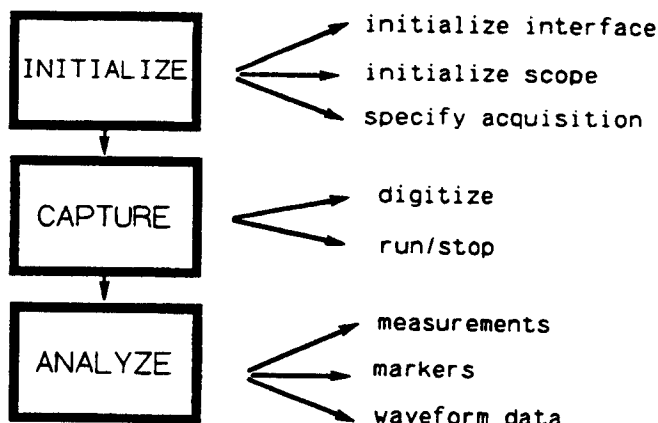 INITIALIZE
initialize interface
initialize scope
specify acquisition
CAPTURE
digitize
run/stop
ANALYZE
measurements
markers
waveform data